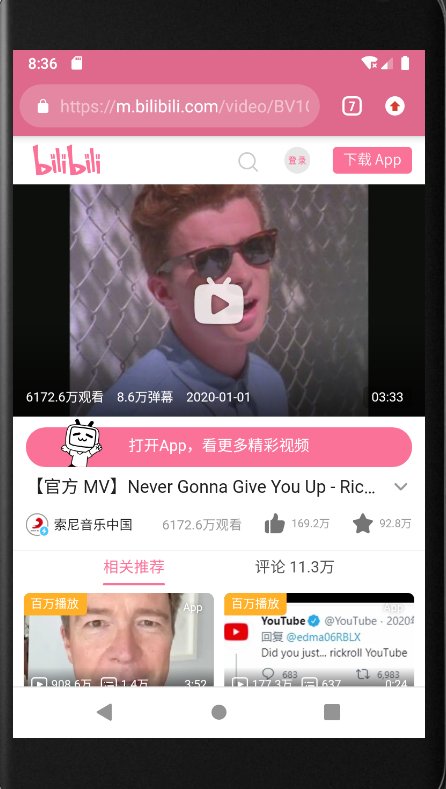 8:36
https://m.bilibili.com/video/BV1
7
bilibili
登录
下载 App
6172.6万观看 8.6万弹幕 2020-01-01 03:33
打开App，看更多精彩视频
【官方 MV】Never Gonna Give You Up - Ric...
索尼音乐中国 6172.6万观看 169.2万 92.8万
相关推荐 评论 11.3万
百万播放 App
908.6万 1.4万 3:52
百万播放 App
YouTube @YouTube · 2020
回复 @edma06RBLX
Did you just... rickroll YouTube
683 6,983
177.3万 637 0:24